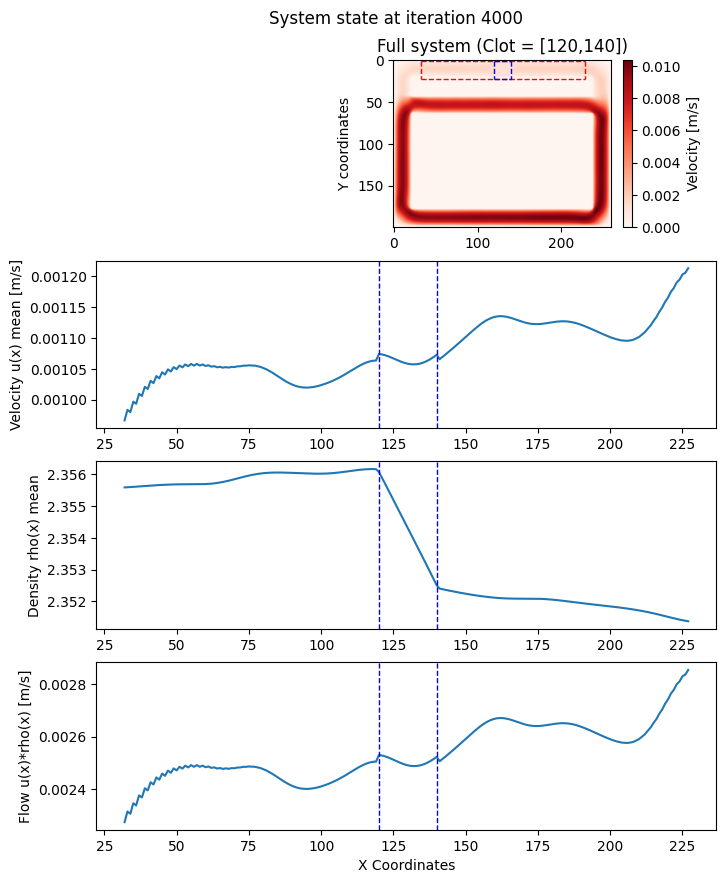 System state at iteration 4000
Full system (Clot = [120,140])
0
50
100
150
Y coordinates
0 100 200
0.010
0.008
0.006
0.004
0.002
0.000
Velocity [m/s]
0.00120
0.00115
0.00110
0.00105
0.00100
Velocity u(x) mean [m/s]
25 50 75 100 125 150 175 200 225
2.356
2.355
2.354
2.353
2.352
Density rho(x) mean
25 50 75 100 125 150 175 200 225
0.0028
0.0026
0.0024
Flow u(x)*rho(x) [m/s]
25 50 75 100 125 150 175 200 225
X Coordinates